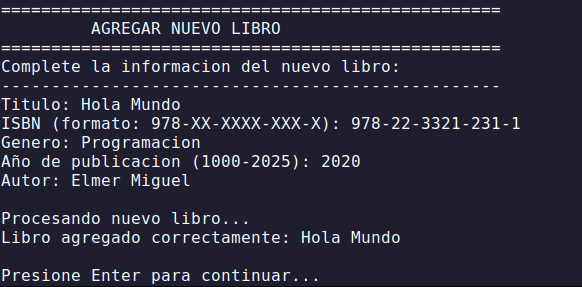 ==================================================
AGREGAR NUEVO LIBRO
==================================================
Complete la informacion del nuevo libro:
--------------------------------------------------
Titulo: Hola Mundo
ISBN (formato: 978-XX-XXXX-XXX-X): 978-22-3321-231-1
Genero: Programacion
Año de publicacion (1000-2025): 2020
Autor: Elmer Miguel
Procesando nuevo libro...
Libro agregado correctamente: Hola Mundo
Presione Enter para continuar...